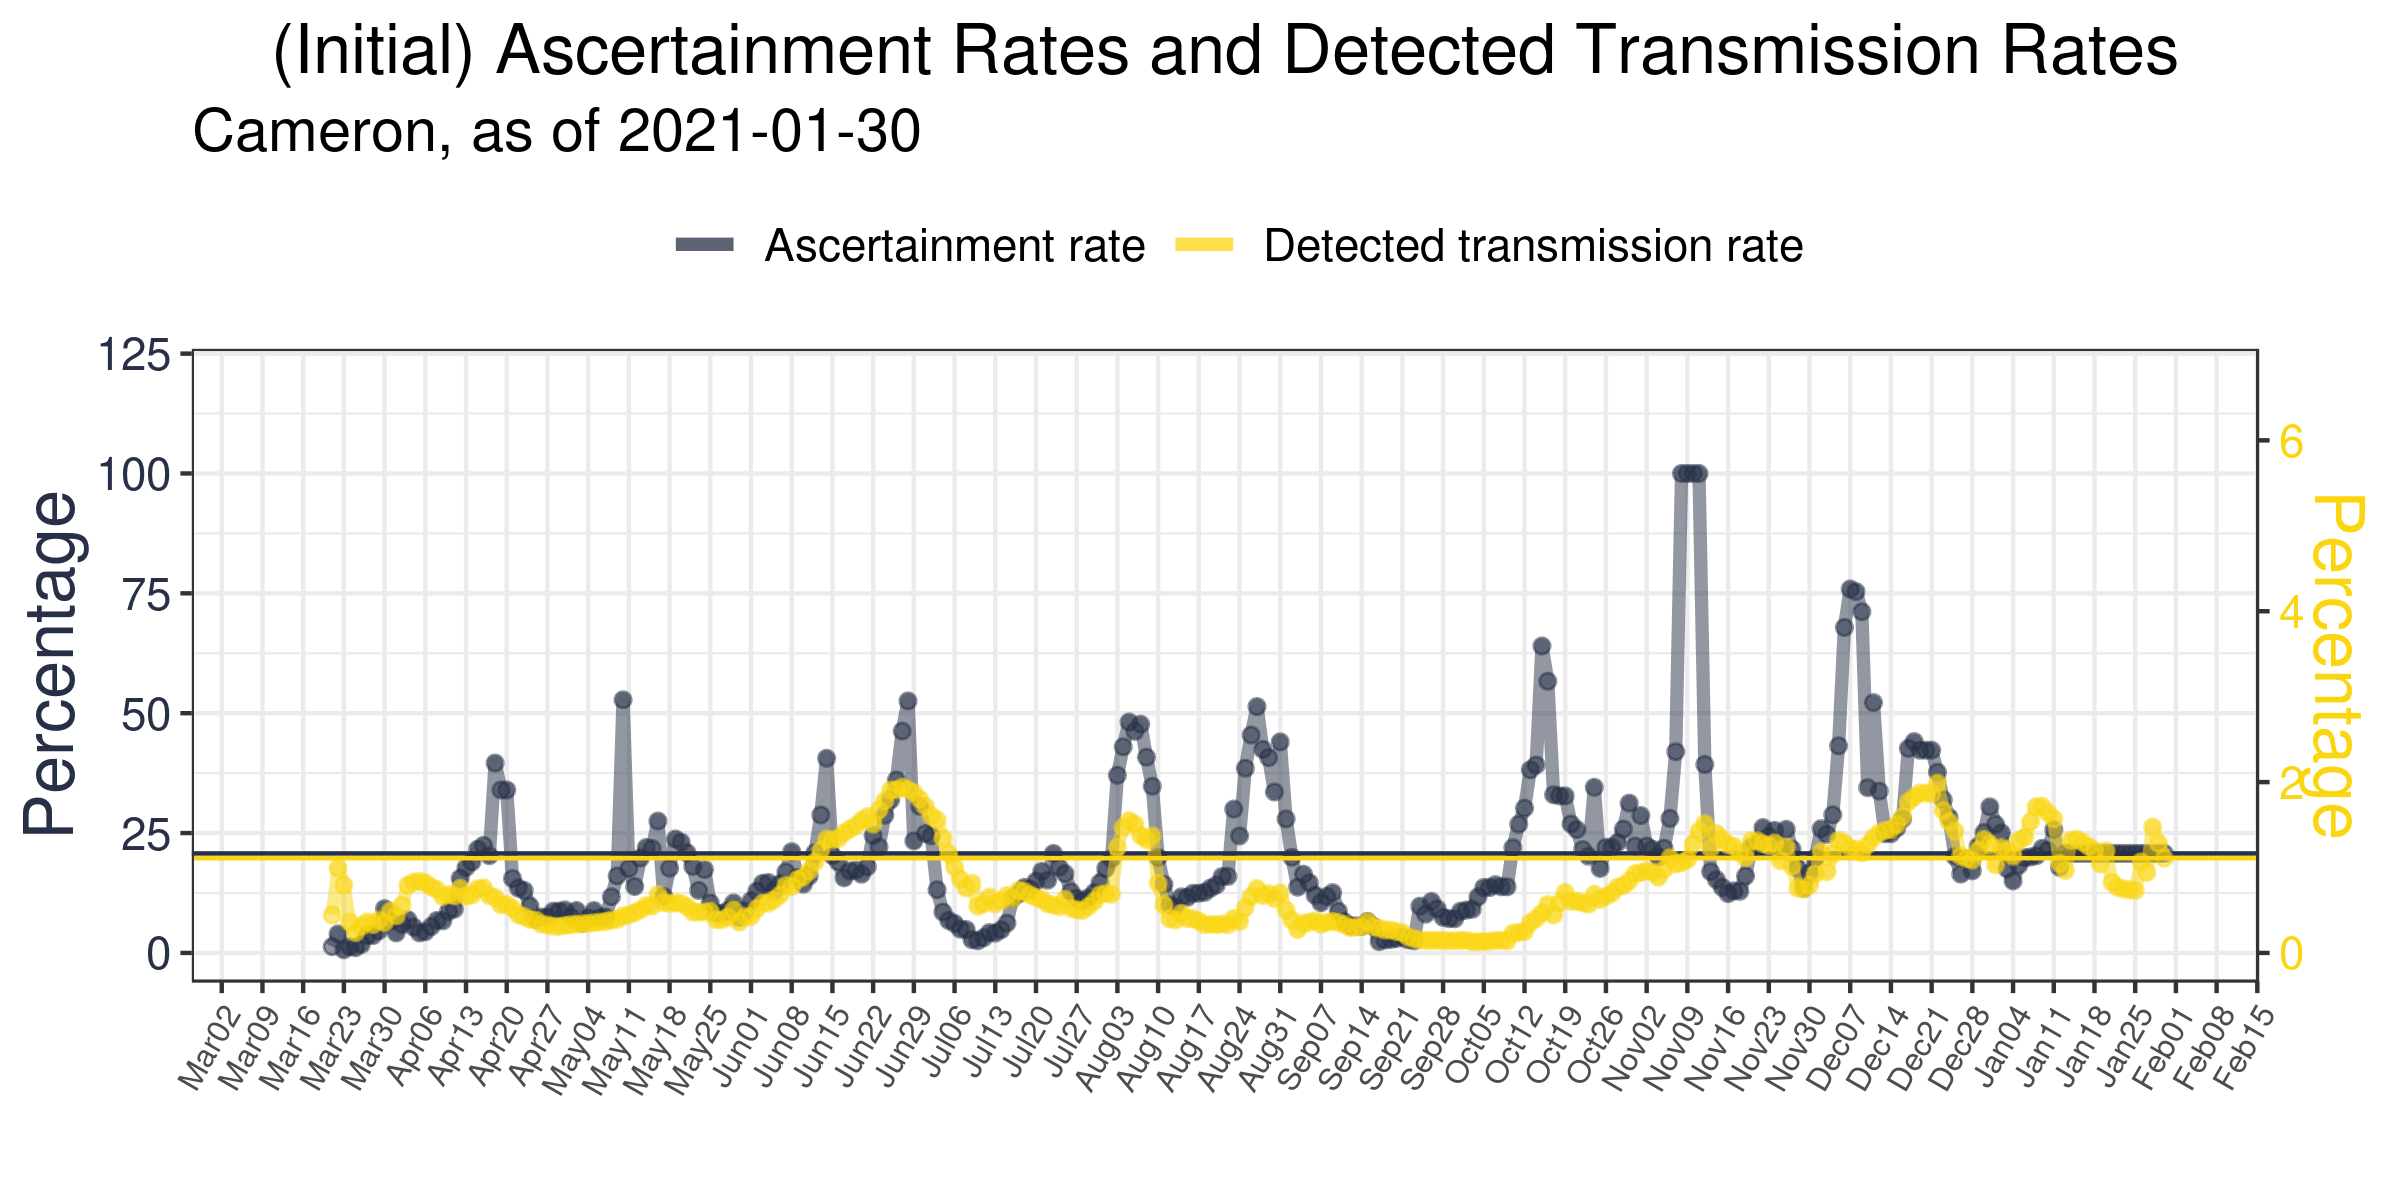 (Initial) Ascertainment Rates and Detected Transmission Rates
Cameron, as of 2021-01-30
Ascertainment rate
Detected transmission rate
125
100
75
50
25
0
Percentage
6
4
2
0
Percentage
Mar02
Mar09
Mar16
Mar23
Mar30
Apr06
Apr13
Apr20
Apr27
May04
May11
May18
May25
Jun01
Jun08
Jun15
Jun22
Jun29
Jul06
Jul13
Jul20
Jul27
Aug03
Aug10
Aug17
Aug24
Aug31
Sep07
Sep14
Sep21
Sep28
Oct05
Oct12
Oct19
Oct26
Nov02
Nov09
Nov16
Nov23
Nov30
Dec07
Dec14
Dec21
Dec28
Jan04
Jan11
Jan18
Jan25
Feb01
Feb08
Feb15